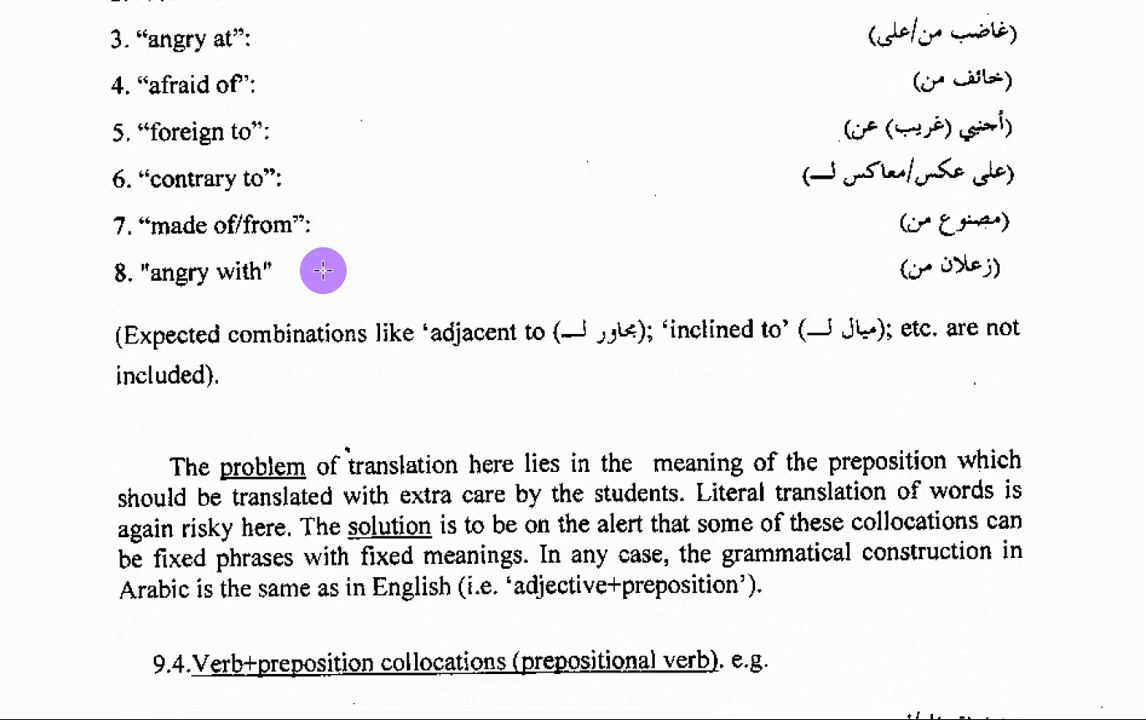 3. “angry at”: (غاضب من/على)
4. “afraid of”: (خائف من)
5. “foreign to”: (أجنبي (غريب) عن)
6. “contrary to”: (على عكس/معاكس لــ)
7. “made of/from”: (مصنوع من)
8. "angry with" (زعلان من)
(Expected combinations like ‘adjacent to (مجاور لــ); ‘inclined to’ (ميال لــ); etc. are not
included).
The problem of translation here lies in the meaning of the preposition which
should be translated with extra care by the students. Literal translation of words is
again risky here. The solution is to be on the alert that some of these collocations can
be fixed phrases with fixed meanings. In any case, the grammatical construction in
Arabic is the same as in English (i.e. ‘adjective+preposition’).
9.4.Verb+preposition collocations (prepositional verb). e.g.